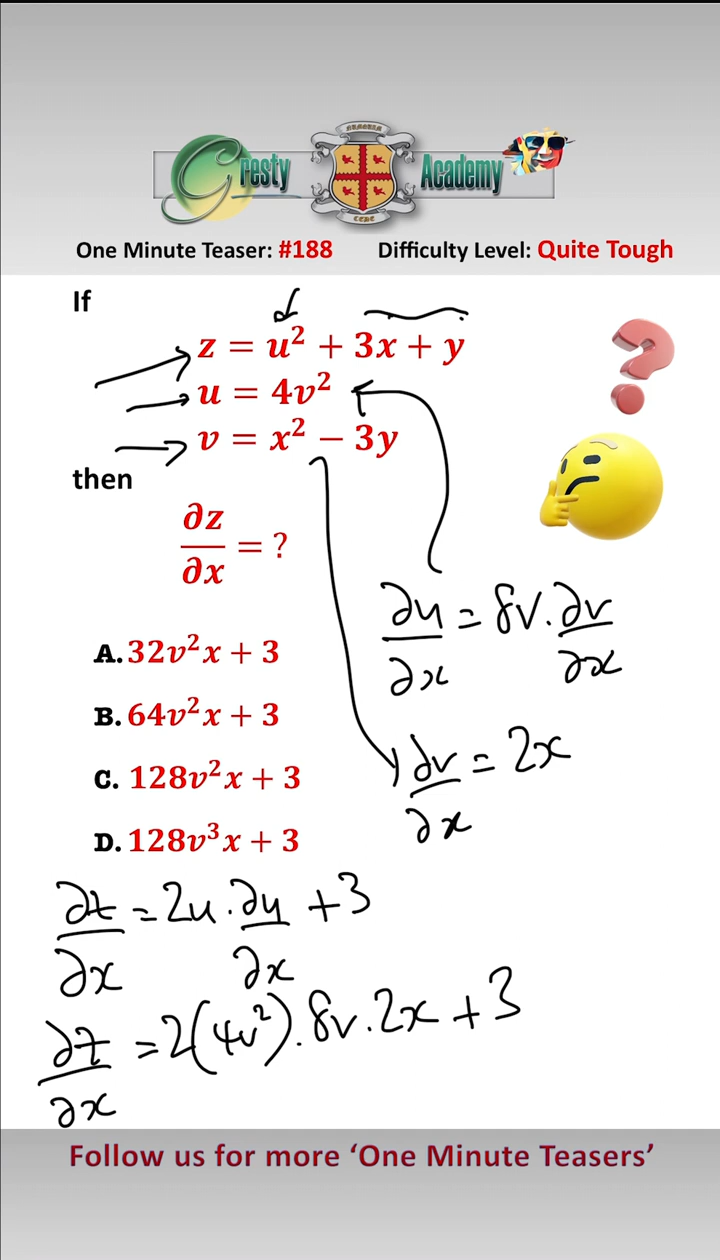 Cresty Academy
One Minute Teaser: #188 Difficulty Level: Quite Tough
If
z = u² + 3x + y
u = 4v²
v = x² − 3y
then
∂z/∂x = ?
∂u/∂x = 8v.∂v/∂x
A. 32v²x + 3
B. 64v²x + 3
∂v/∂x = 2x
C. 128v²x + 3
D. 128v³x + 3
∂z/∂x = 2u.∂u/∂x + 3
∂z/∂x = 2(4v²).8v.2x + 3
Follow us for more ‘One Minute Teasers’